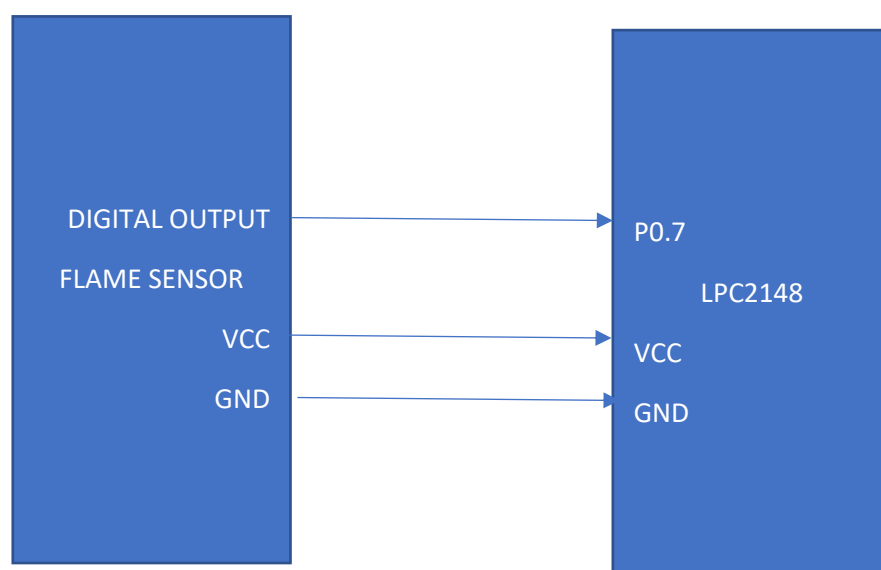 DIGITAL OUTPUT
FLAME SENSOR
VCC
GND
P0.7
LPC2148
VCC
GND